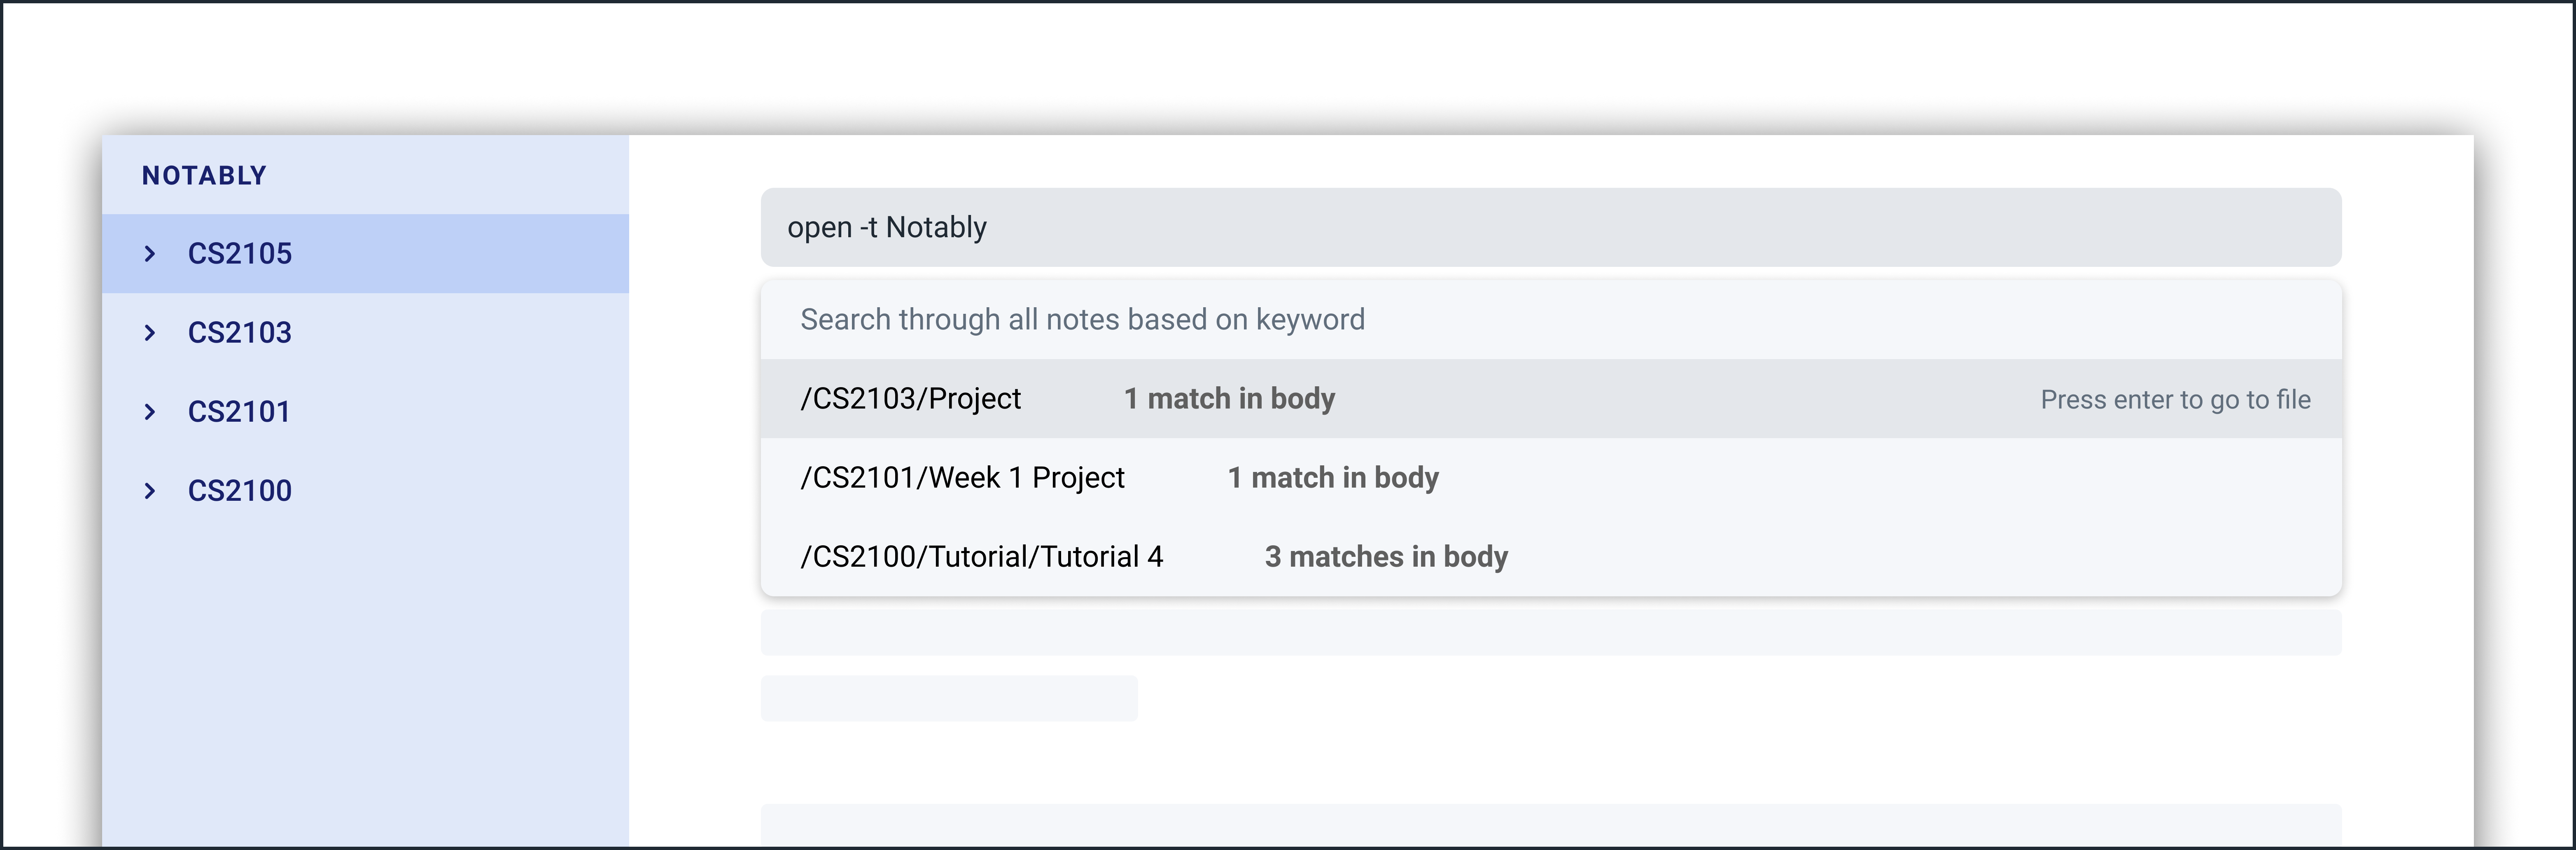 NOTABLY
CS2105
CS2103
CS2101
CS2100
open -t Notably
Search through all notes based on keyword
/CS2103/Project 1 match in body Press enter to go to file
/CS2101/Week 1 Project 1 match in body
/CS2100/Tutorial/Tutorial 4 3 matches in body